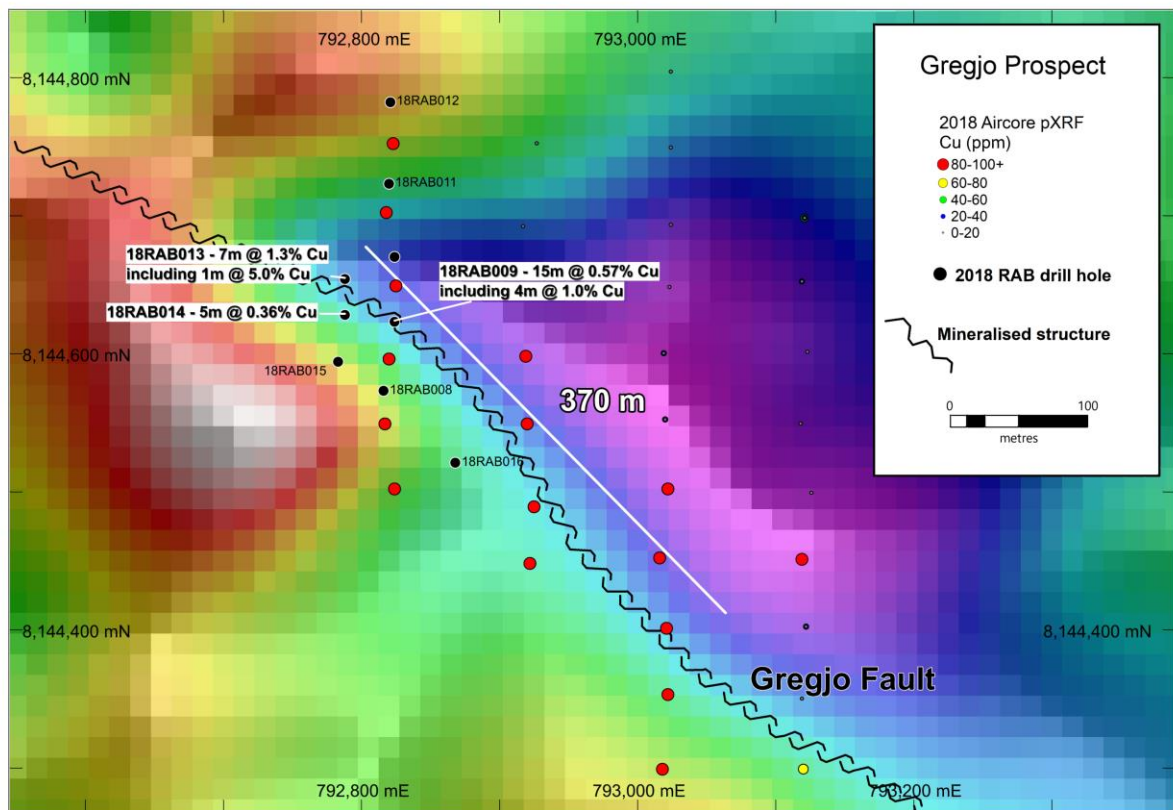 792,800 mE
793,000 mE
8,144,800 mN
18RAB012
18RAB011
18RAB013 - 7m @ 1.3% Cu
including 1m @ 5.0% Cu
18RAB009 - 15m @ 0.57% Cu
including 4m @ 1.0% Cu
18RAB014 - 5m @ 0.36% Cu
8,144,600 mN
18RAB015
18RAB008
370 m
18RAB016
8,144,400 mN
8,144,400 mN
Gregjo Fault
792,800 mE
793,000 mE
793,200 mE
Gregjo Prospect
2018 Aircore pXRF
Cu (ppm)
80-100+
60-80
40-60
20-40
0-20
2018 RAB drill hole
Mineralised structure
0
100
metres